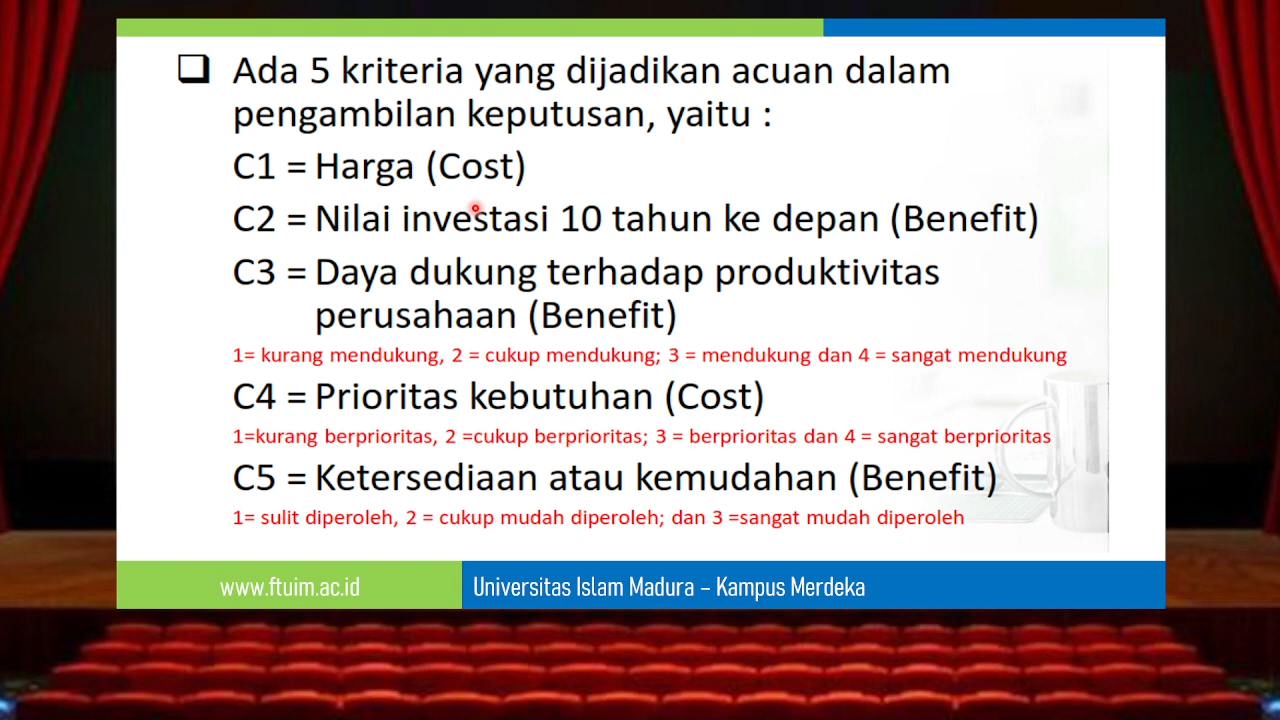 Ada 5 kriteria yang dijadikan acuan dalam
pengambilan keputusan, yaitu :
C1 = Harga (Cost)
C2 = Nilai investasi 10 tahun ke depan (Benefit)
C3 = Daya dukung terhadap produktivitas
perusahaan (Benefit)
1= kurang mendukung, 2 = cukup mendukung; 3 = mendukung dan 4 = sangat mendukung
C4 = Prioritas kebutuhan (Cost)
1=kurang berprioritas, 2 =cukup berprioritas; 3 = berprioritas dan 4 = sangat berprioritas
C5 = Ketersediaan atau kemudahan (Benefit)
1= sulit diperoleh, 2 = cukup mudah diperoleh; dan 3 =sangat mudah diperoleh
www.ftuim.ac.id
Universitas Islam Madura – Kampus Merdeka